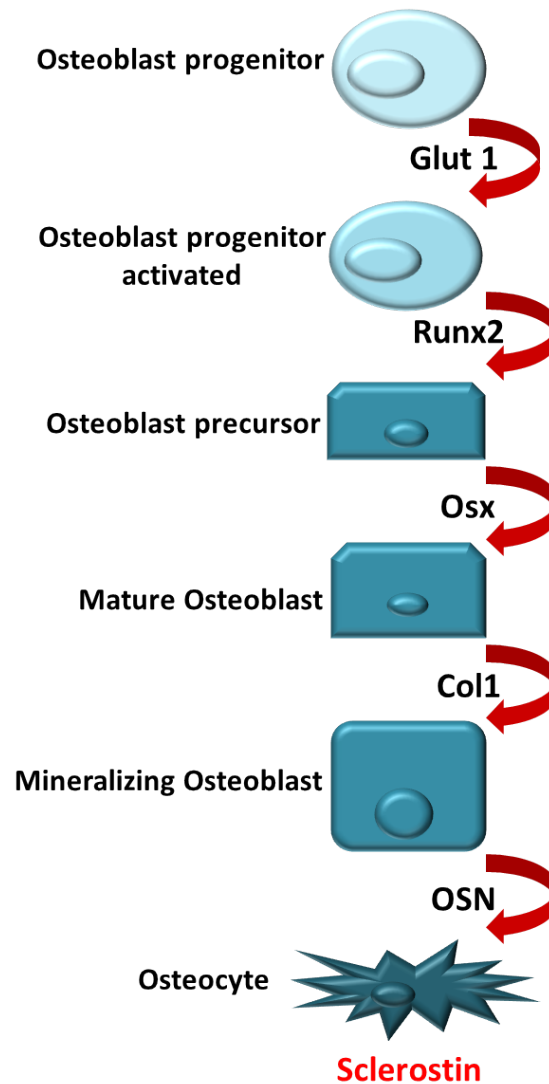 Osteoblast progenitor
Glut 1
Osteoblast progenitor
activated
Runx2
Osteoblast precursor
Osx
Mature Osteoblast
Col1
Mineralizing Osteoblast
OSN
Osteocyte
Sclerostin